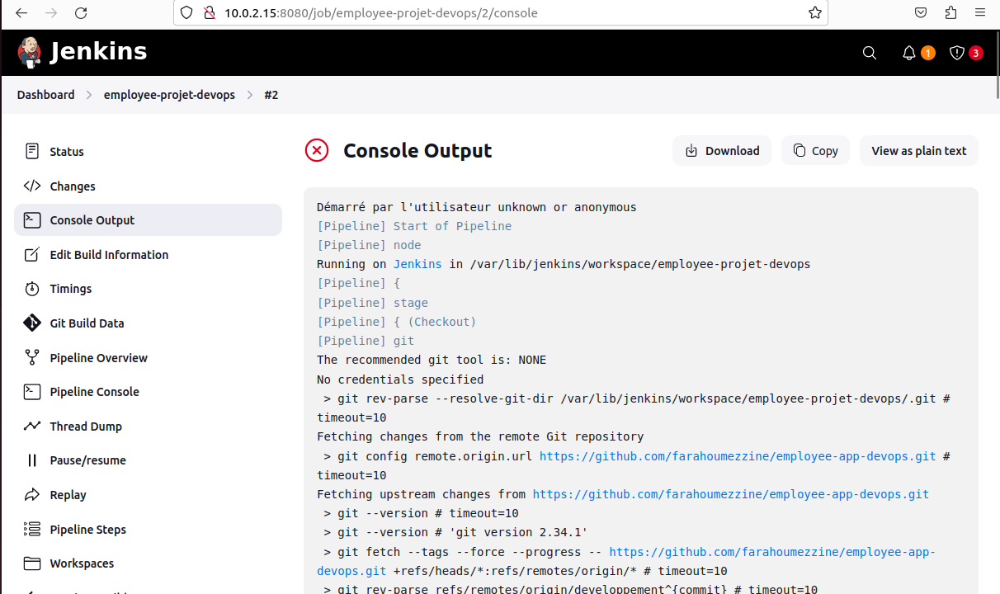 10.0.2.15:8080/job/employee-projet-devops/2/console
Jenkins
1
3
Dashboard
employee-projet-devops
#2
Status
Changes
Console Output
Edit Build Information
Timings
Git Build Data
Pipeline Overview
Pipeline Console
Thread Dump
Pause/resume
Replay
Pipeline Steps
Workspaces
Console Output
Download
Copy
View as plain text
Démarré par l'utilisateur unknown or anonymous
[Pipeline] Start of Pipeline
[Pipeline] node
Running on Jenkins in /var/lib/jenkins/workspace/employee-projet-devops
[Pipeline] {
[Pipeline] stage
[Pipeline] { (Checkout)
[Pipeline] git
The recommended git tool is: NONE
No credentials specified
> git rev-parse --resolve-git-dir /var/lib/jenkins/workspace/employee-projet-devops/.git #
timeout=10
Fetching changes from the remote Git repository
> git config remote.origin.url https://github.com/farahoumezzine/employee-app-devops.git #
timeout=10
Fetching upstream changes from https://github.com/farahoumezzine/employee-app-devops.git
> git --version # timeout=10
> git --version # 'git version 2.34.1'
> git fetch --tags --force --progress -- https://github.com/farahoumezzine/employee-app-
devops.git +refs/heads/*:refs/remotes/origin/* # timeout=10
> git rev-parse refs/remotes/origin/developpement^{commit} # timeout=10